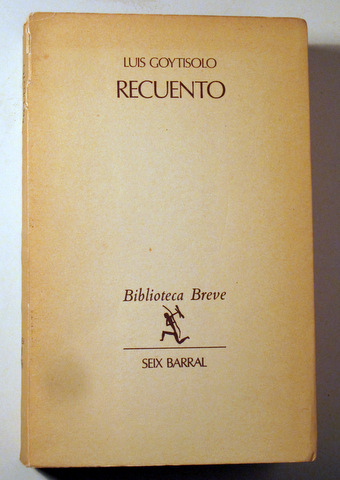 LUIS GOYTISOLO
RECUENTO
Biblioteca Breve
SEIX BARRAL